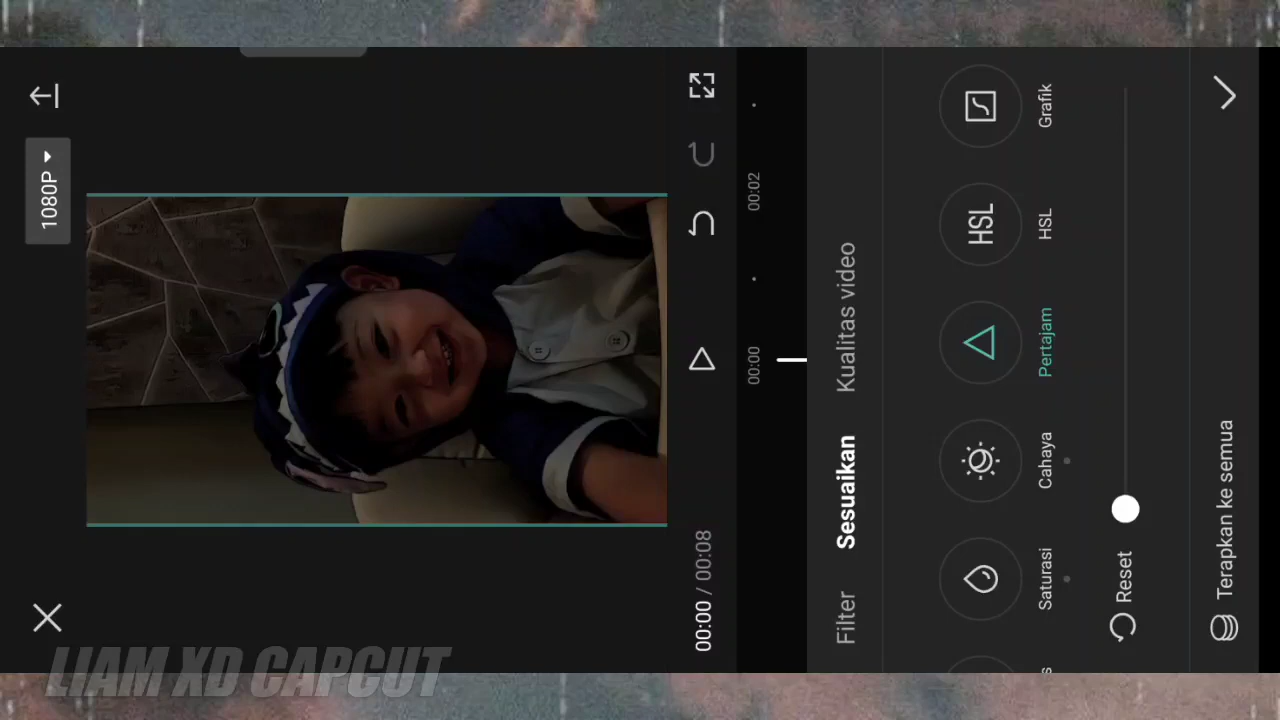 1080P
00:00 / 00:08
00:00
00:02
Filter
Sesuaikan
Kualitas video
s
Saturasi
Cahaya
Pertajam
HSL
HSL
Grafik
Reset
Terapkan ke semua
LIAM XD CAPCUT